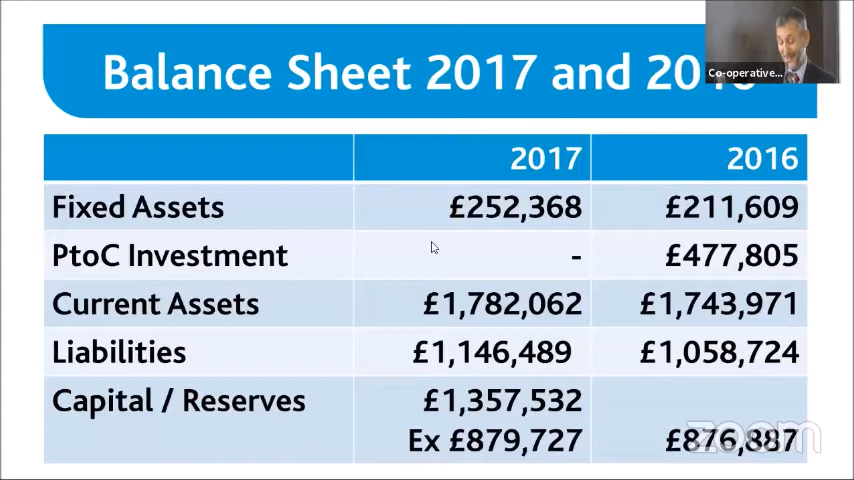 Balance Sheet 2017 and 2016
Co-operative...
2017 2016
Fixed Assets £252,368 £211,609
PtoC Investment - £477,805
Current Assets £1,782,062 £1,743,971
Liabilities £1,146,489 £1,058,724
Capital / Reserves £1,357,532
Ex £879,727 £876,887
zoom